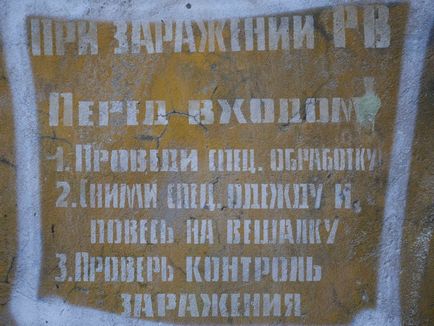 ПРИ ЗАРАЖЕНИИ РВ
ПЕРЕД ВХОДОМ
1. ПРОВЕДИ СПЕЦ. ОБРАБОТКУ
2. СНИМИ СПЕЦ. ОДЕЖДУ И,
ПОВЕСЬ НА ВЕШАЛКУ
3. ПРОВЕРЬ КОНТРОЛЬ
ЗАРАЖЕНИЯ